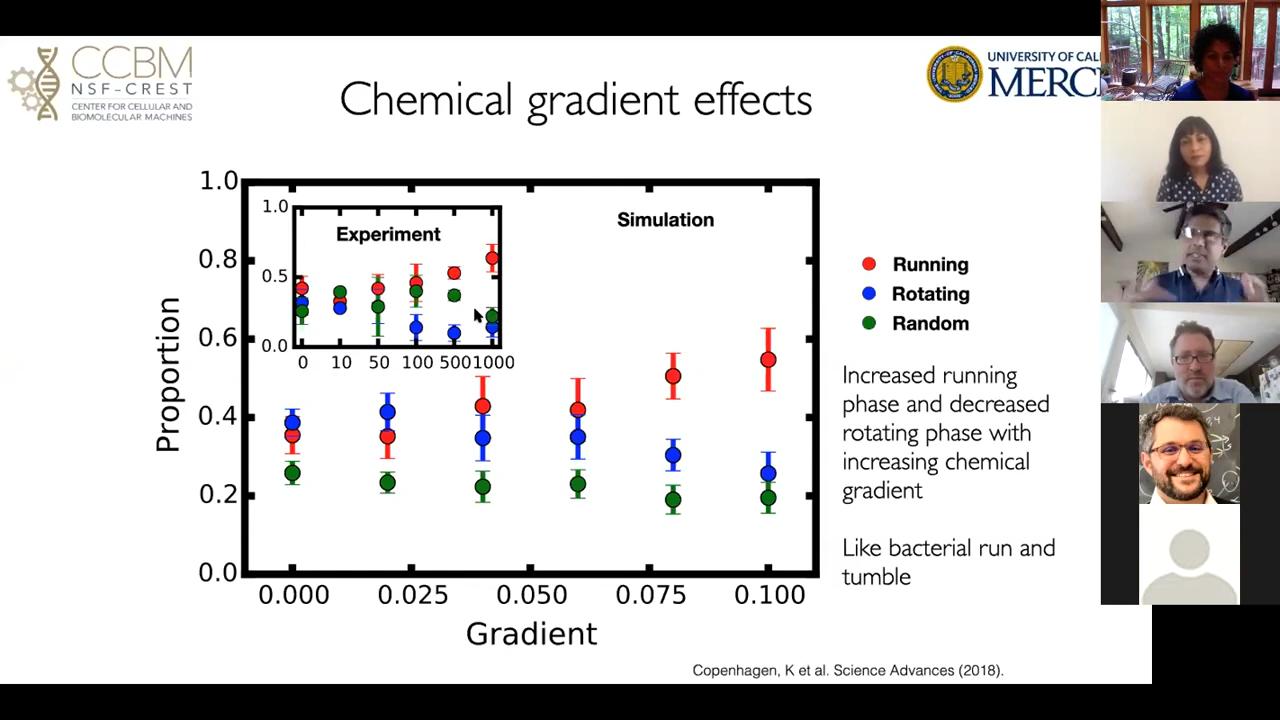 CCBM
NSF-CREST
CENTER FOR CELLULAR AND
BIOMOLECULAR MACHINES
Chemical gradient effects
UNIVERSITY OF CAL
MERC
1.0
0.8
0.6
0.4
0.2
0.0
Proportion
1.0
0.5
0.0
Experiment
0 10 50 100 500 1000
Simulation
Running
Rotating
Random
Increased running
phase and decreased
rotating phase with
increasing chemical
gradient
Like bacterial run and
tumble
0.000 0.025 0.050 0.075 0.100
Gradient
Copenhagen, K et al. Science Advances (2018).